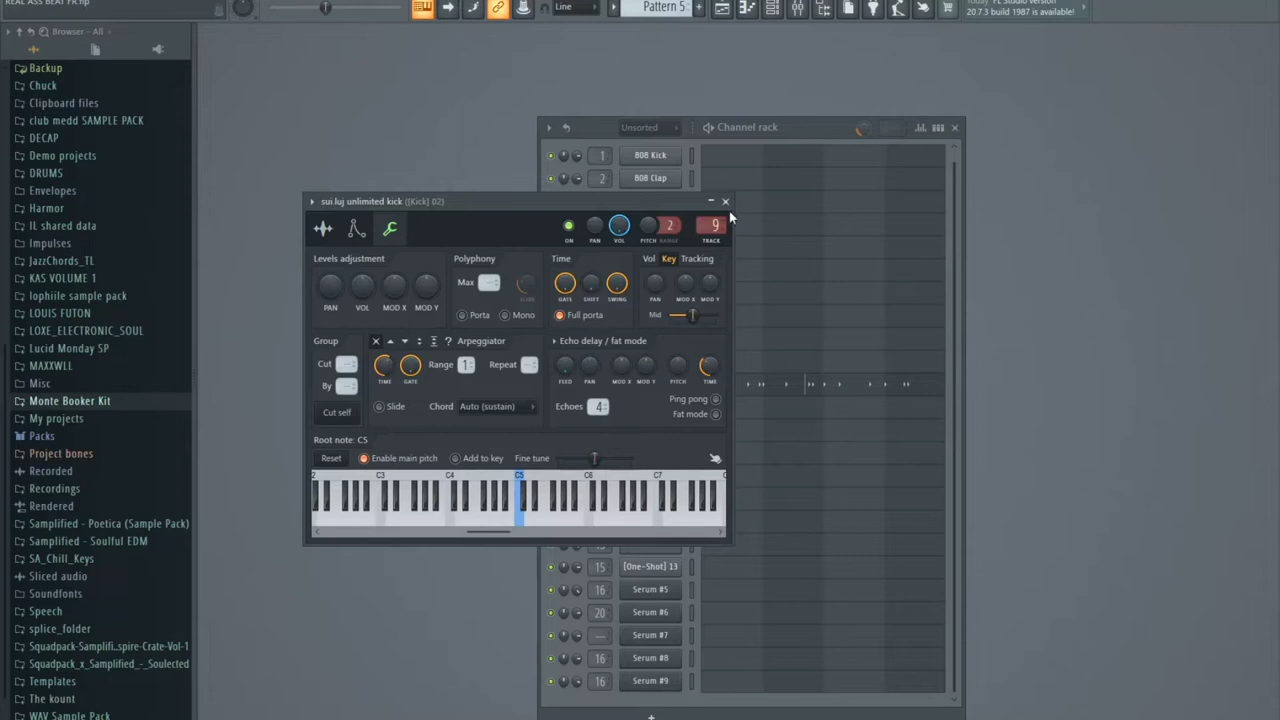 REAL ASS BEAT FR.flp
Line
Pattern 5
Today FL Studio version
20.7.3 build 1987 is available!
Browser - All
Backup
Chuck
Clipboard files
club medd SAMPLE PACK
DECAP
Demo projects
DRUMS
Envelopes
Harmor
IL shared data
Impulses
JazzChords_TL
KAS VOLUME 1
lophiile sample pack
LOUIS FUTON
LOXE_ELECTRONIC_SOUL
Lucid Monday SP
MAXXWLL
Misc
Monte Booker Kit
My projects
Packs
Project bones
Recorded
Recordings
Rendered
Samplified - Poetica (Sample Pack)
Samplified - Soulful EDM
SA_Chill_Keys
Sliced audio
Soundfonts
Speech
splice_folder
Squadpack-Samplifi..spire-Crate-Vol-1
Squadpack_x_Samplified_-_Soulected
Templates
The kount
WAV Sample Pack
Unsorted
Channel rack
1 808 Kick
2 808 Clap
sui.luj unlimited kick ([Kick] 02)
2
9
ON PAN VOL PITCH RANGE TRACK
Levels adjustment
PAN VOL MOD X MOD Y
Polyphony
Max
SLIDE
Porta Mono
Time
GATE SHIFT SWING
Full porta
Vol Key Tracking
PAN MOD X MOD Y
Mid
Group
Cut
By
Cut self
Arpeggiator
TIME GATE
Range 1 Repeat
Slide Chord Auto (sustain)
Echo delay / fat mode
FEED PAN MOD X MOD Y PITCH TIME
Echoes 4
Ping pong
Fat mode
Root note: C5
Reset Enable main pitch Add to key Fine tune
2 C3 C4 C5 C6 C7
15 [One-Shot] 13
16 Serum #5
20 Serum #6
--- Serum #7
16 Serum #8
16 Serum #9
+